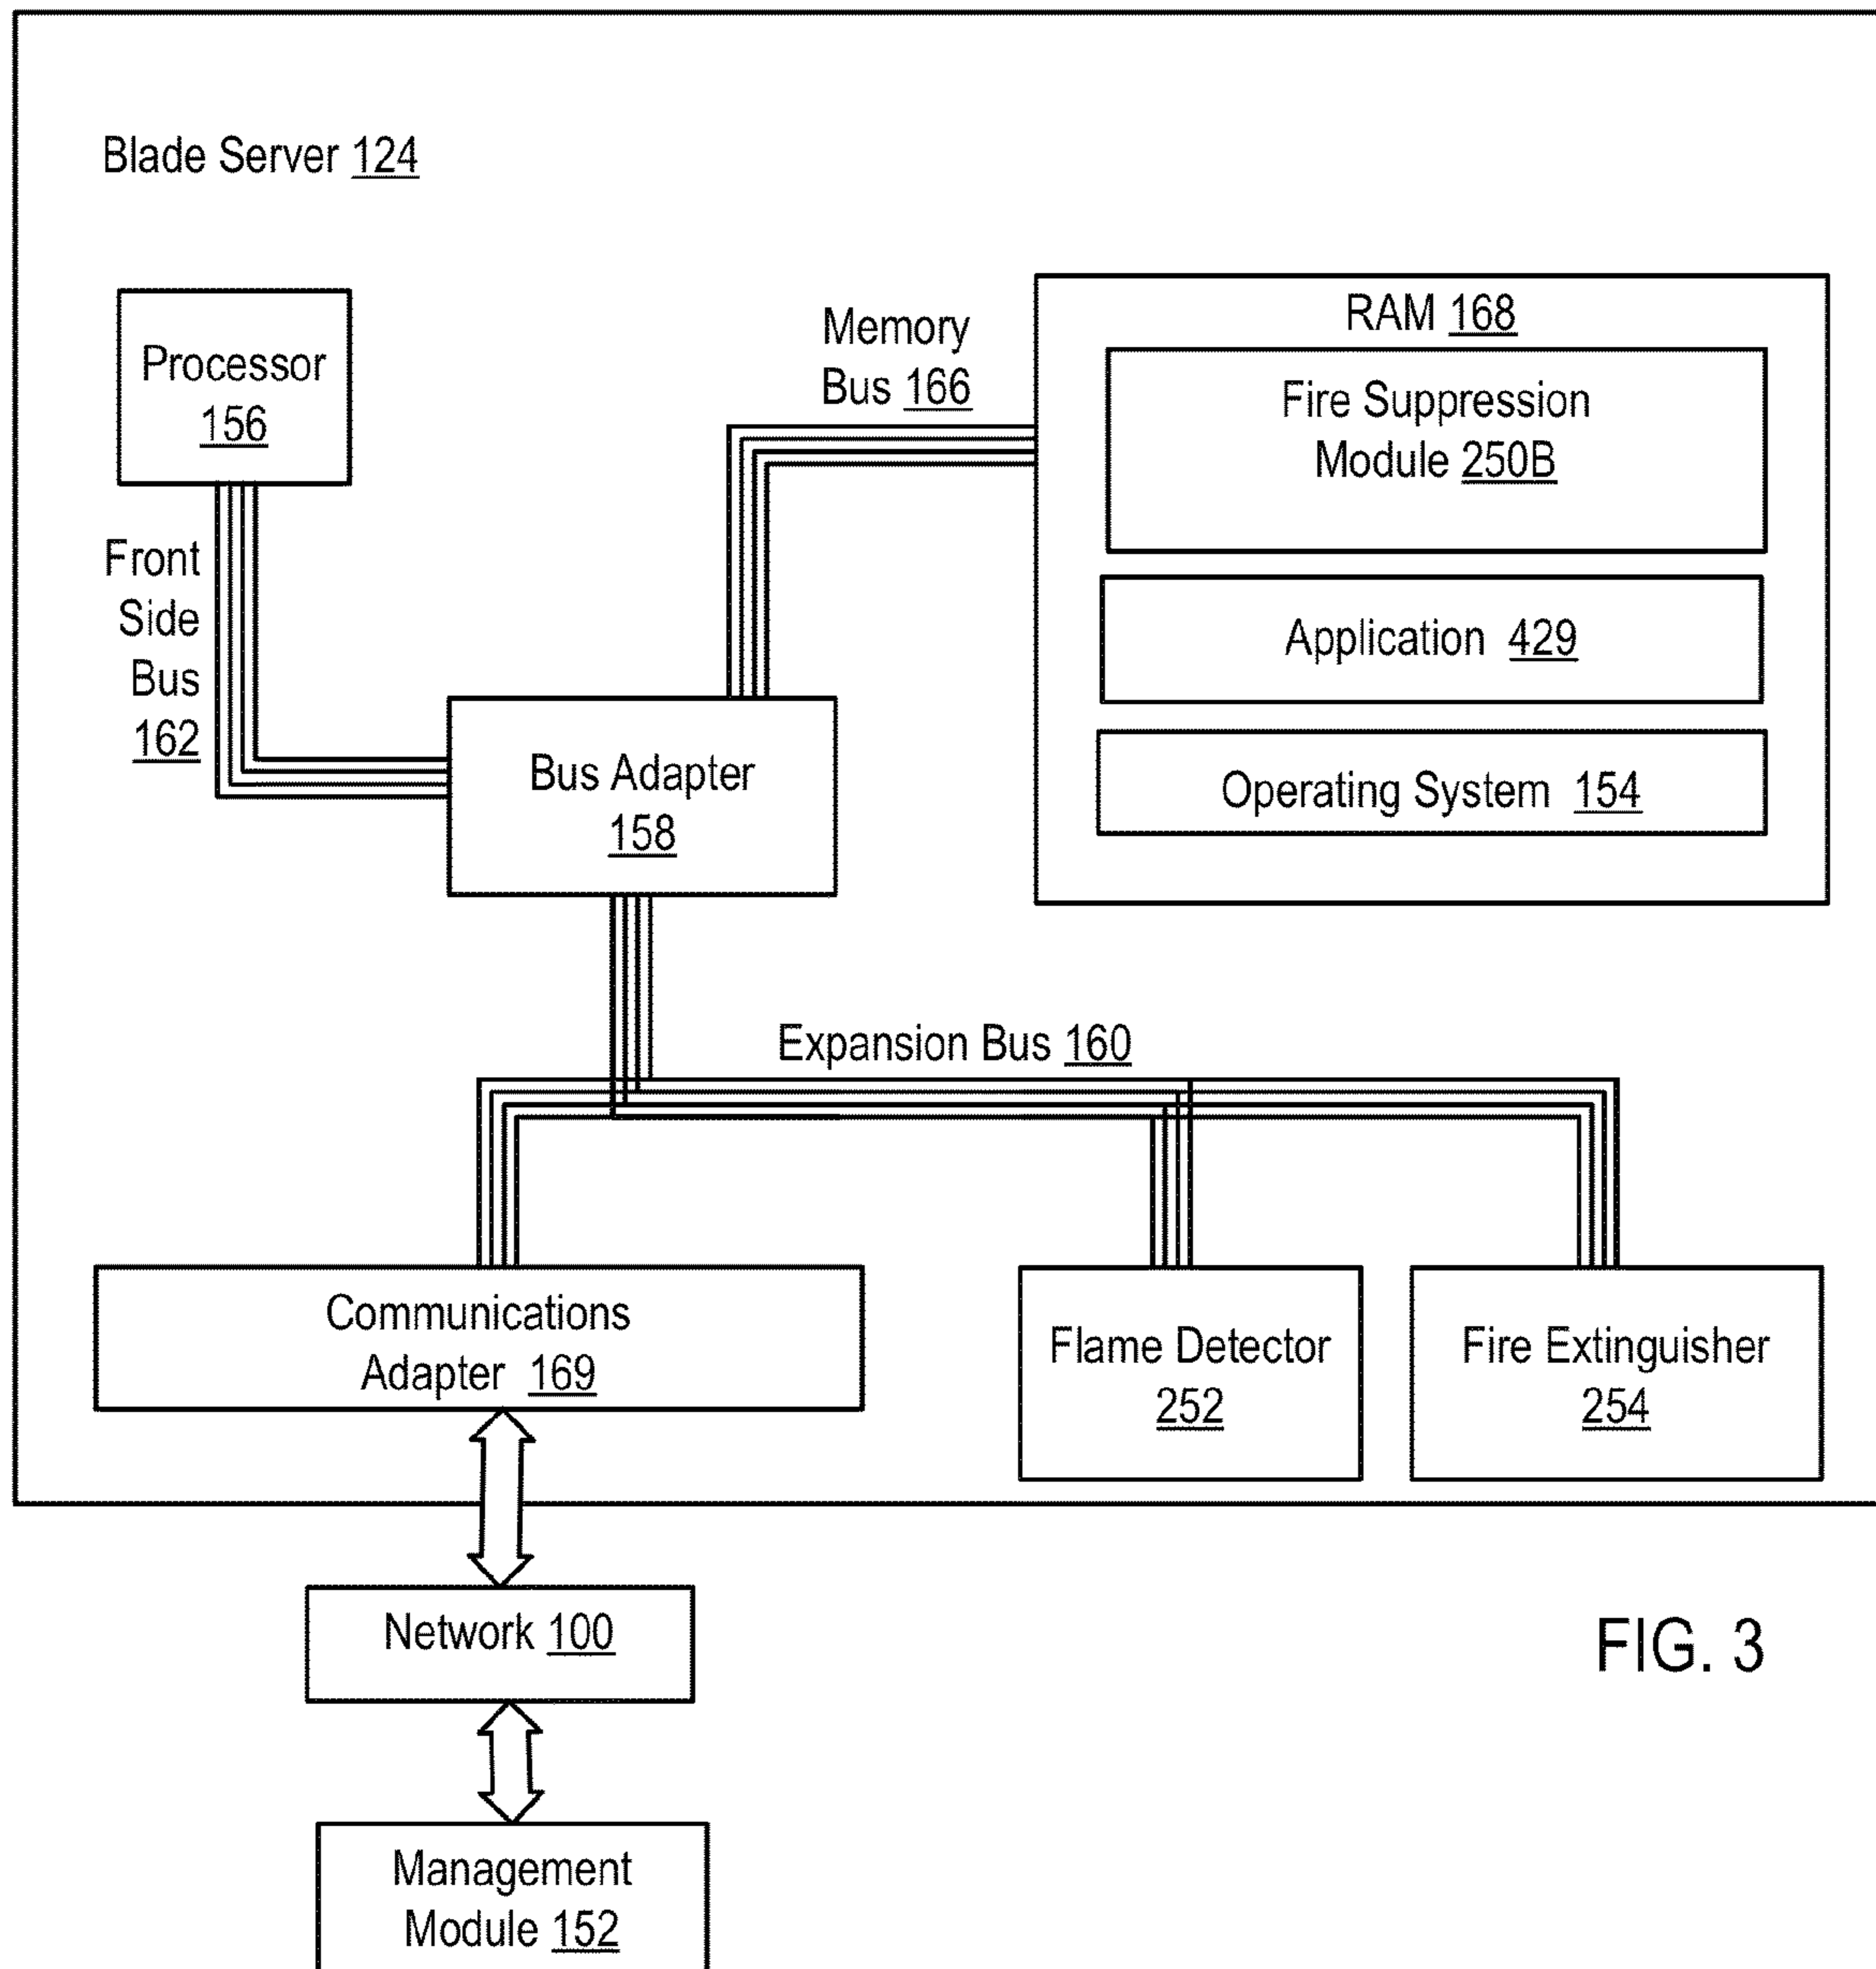 Blade Server 124
Processor
156
Memory
Bus 166
RAM 168
Fire Suppression
Module 250B
Application 429
Operating System 154
Front
Side
Bus
162
Bus Adapter
158
Expansion Bus 160
Communications
Adapter 169
Flame Detector
252
Fire Extinguisher
254
Network 100
FIG. 3
Management
Module 152